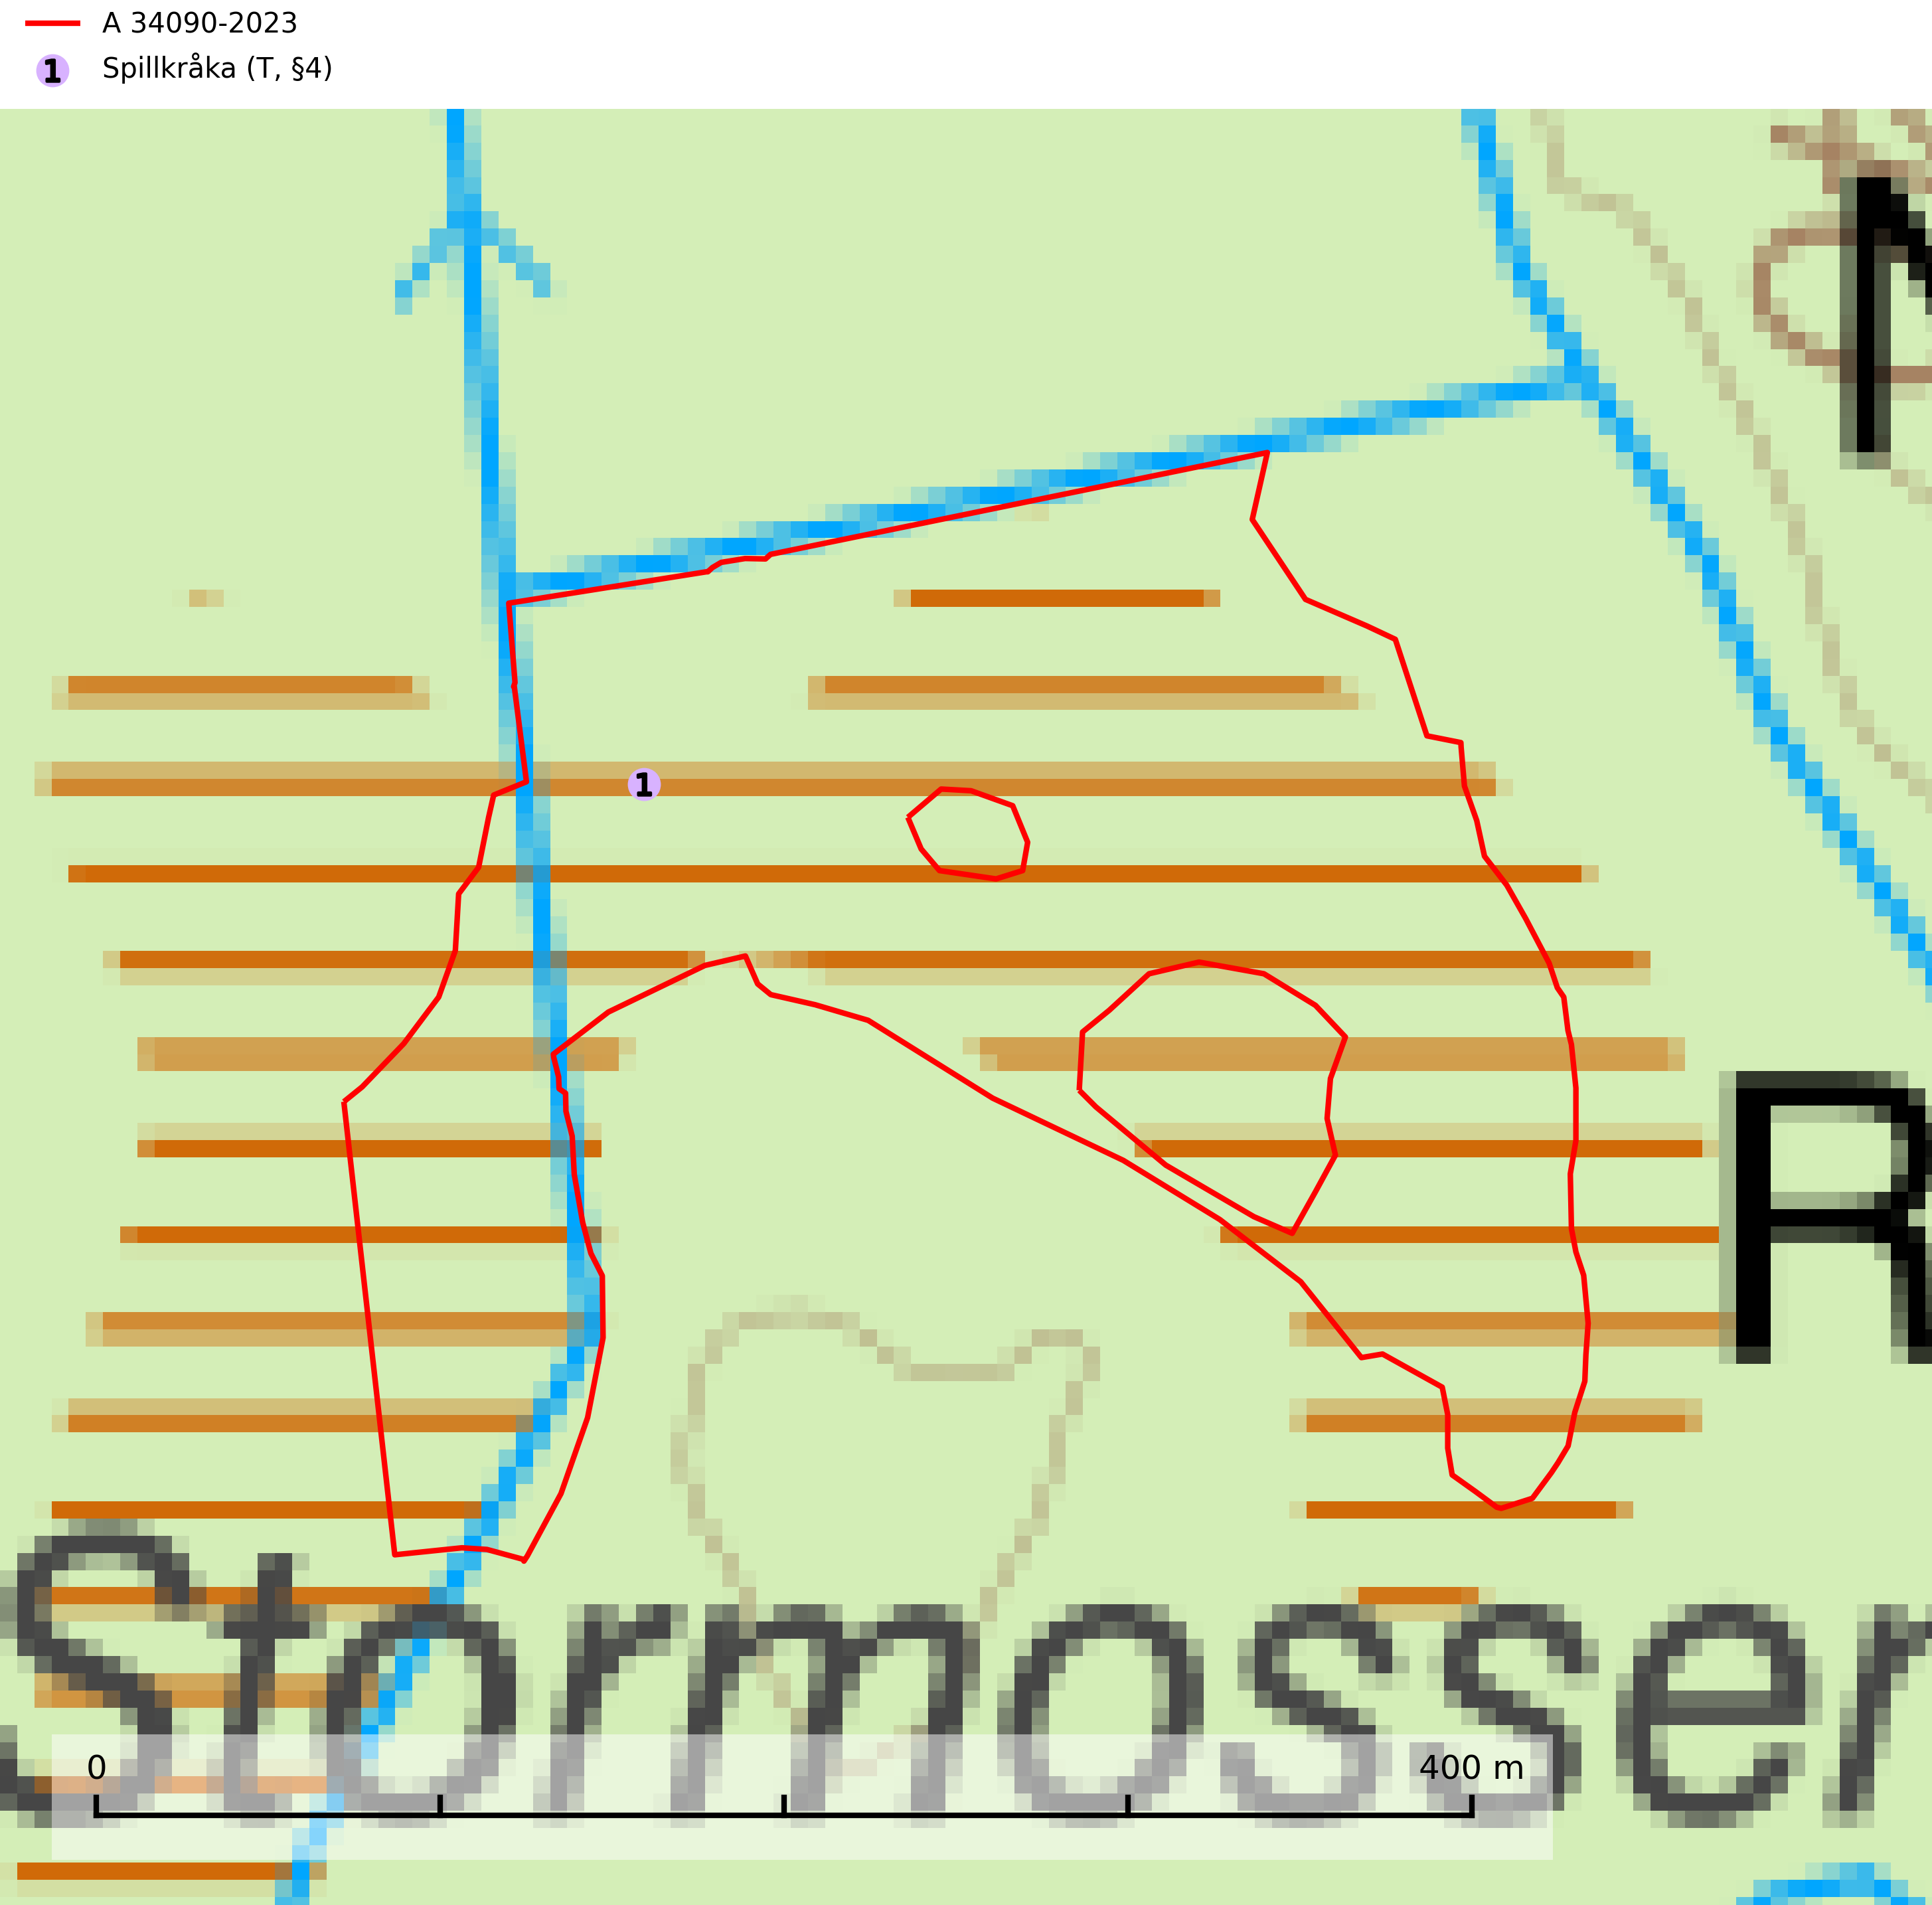 A 34090-2023
1 Spillkråka (T, §4)
1
R
Stormosser
0 400 m